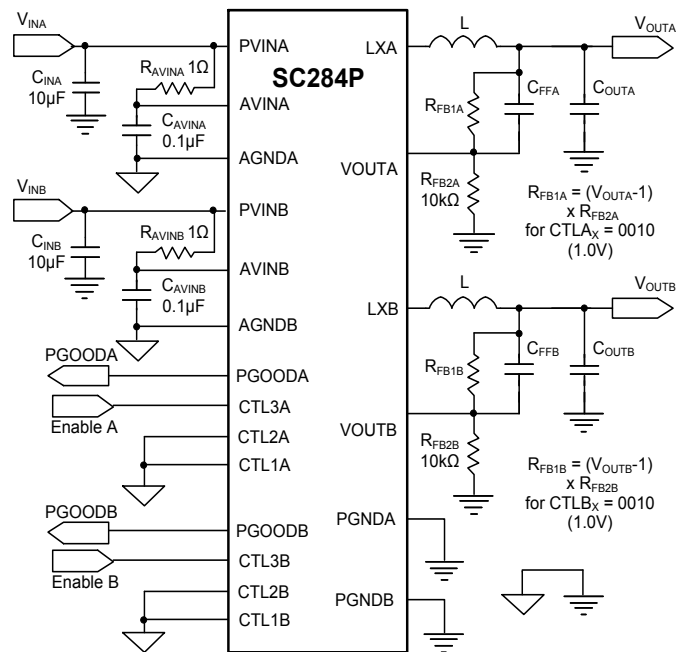 VINA
CINA
10µF
RAVINA 1Ω
CAVINA
0.1µF
VINB
CINB
10µF
RAVINB 1Ω
CAVINB
0.1µF
PGOODA
Enable A
PGOODB
Enable B
SC284P
PVINA
AVINA
AGNDA
PVINB
AVINB
AGNDB
PGOODA
CTL3A
CTL2A
CTL1A
PGOODB
CTL3B
CTL2B
CTL1B
LXA
VOUTA
LXB
VOUTB
PGNDA
PGNDB
L
VOUTA
RFB1A
CFFA
COUTA
RFB2A
10kΩ
RFB1A = (VOUTA-1)
x RFB2A
for CTLAX = 0010
(1.0V)
L
VOUTB
RFB1B
CFFB
COUTB
RFB2B
10kΩ
RFB1B = (VOUTB-1)
x RFB2B
for CTLBX = 0010
(1.0V)